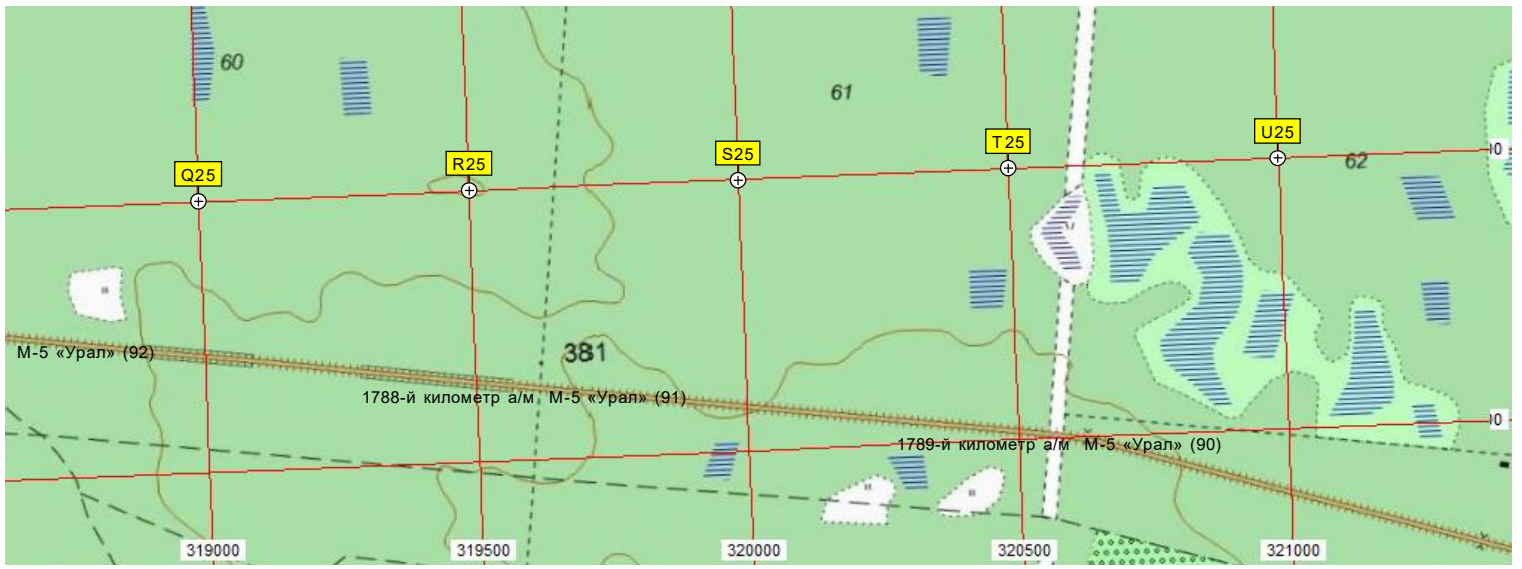 60
61
U25
T25
62
S25
R25
Q25
М-5 «Урал» (92)
381
1788-й километр а/м М-5 «Урал» (91)
1789-й километр а/м М-5 «Урал» (90)
319000
319500
320000
320500
321000